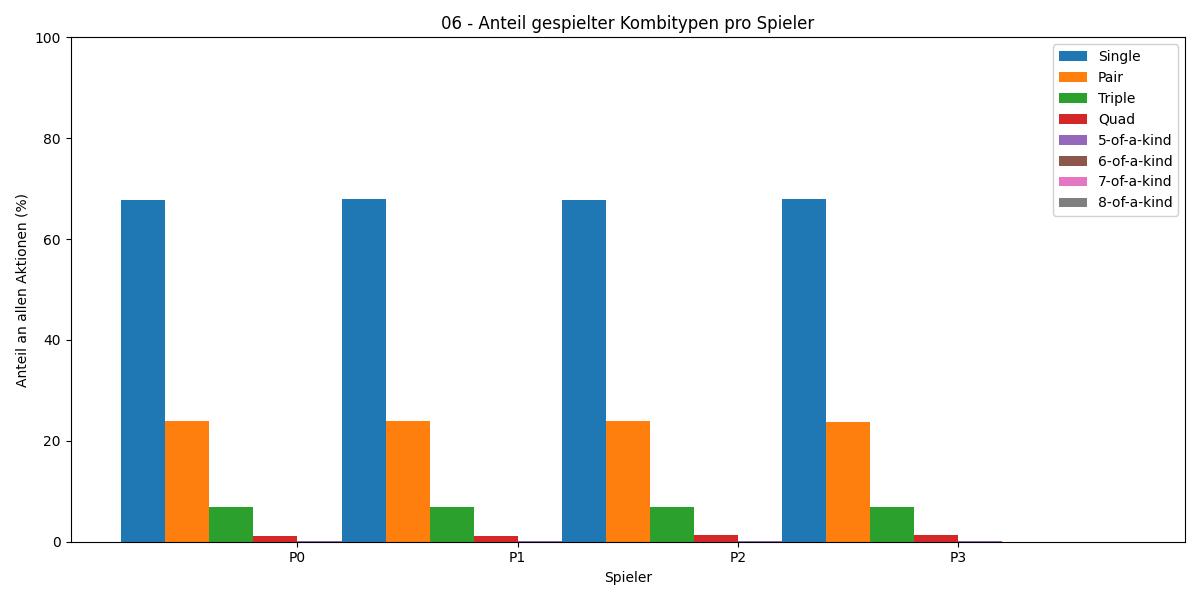 06 - Anteil gespielter Kombitypen pro Spieler
Anteil an allen Aktionen (%)
100
80
60
40
20
0
Single
Pair
Triple
Quad
5-of-a-kind
6-of-a-kind
7-of-a-kind
8-of-a-kind
P0 P1 P2 P3
Spieler